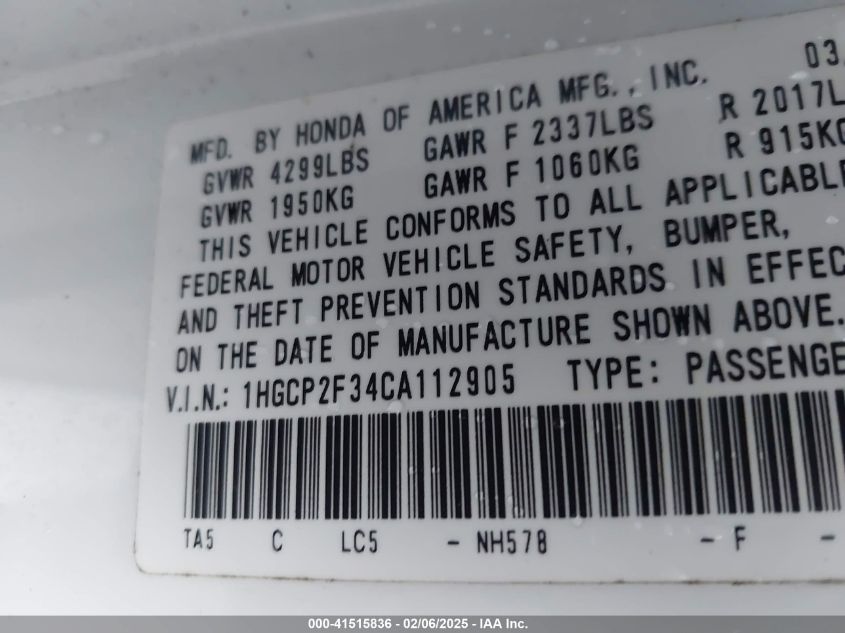 03
MFD. BY HONDA OF AMERICA MFG., INC.
GVWR 4299LBS GAWR F 2337LBS R 2017L
GVWR 1950KG GAWR F 1060KG R 915KG
THIS VEHICLE CONFORMS TO ALL APPLICABLE
FEDERAL MOTOR VEHICLE SAFETY, BUMPER,
AND THEFT PREVENTION STANDARDS IN EFFEC
ON THE DATE OF MANUFACTURE SHOWN ABOVE.
V.I.N.: 1HGCP2F34CA112905 TYPE: PASSENGE
TA5 C LC5 - NH578 - F -
000-41515836 - 02/06/2025 - IAA Inc.